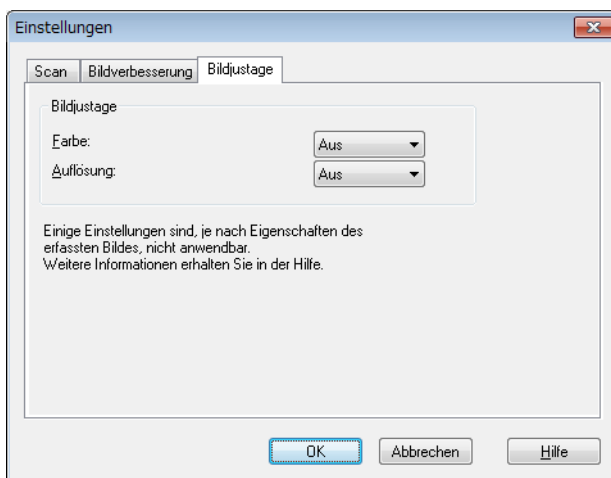 Einstellungen
Scan Bildverbesserung Bildjustage
Bildjustage
Farbe: Aus
Auflösung: Aus
Einige Einstellungen sind, je nach Eigenschaften des
erfassten Bildes, nicht anwendbar.
Weitere Informationen erhalten Sie in der Hilfe.
OK Abbrechen Hilfe